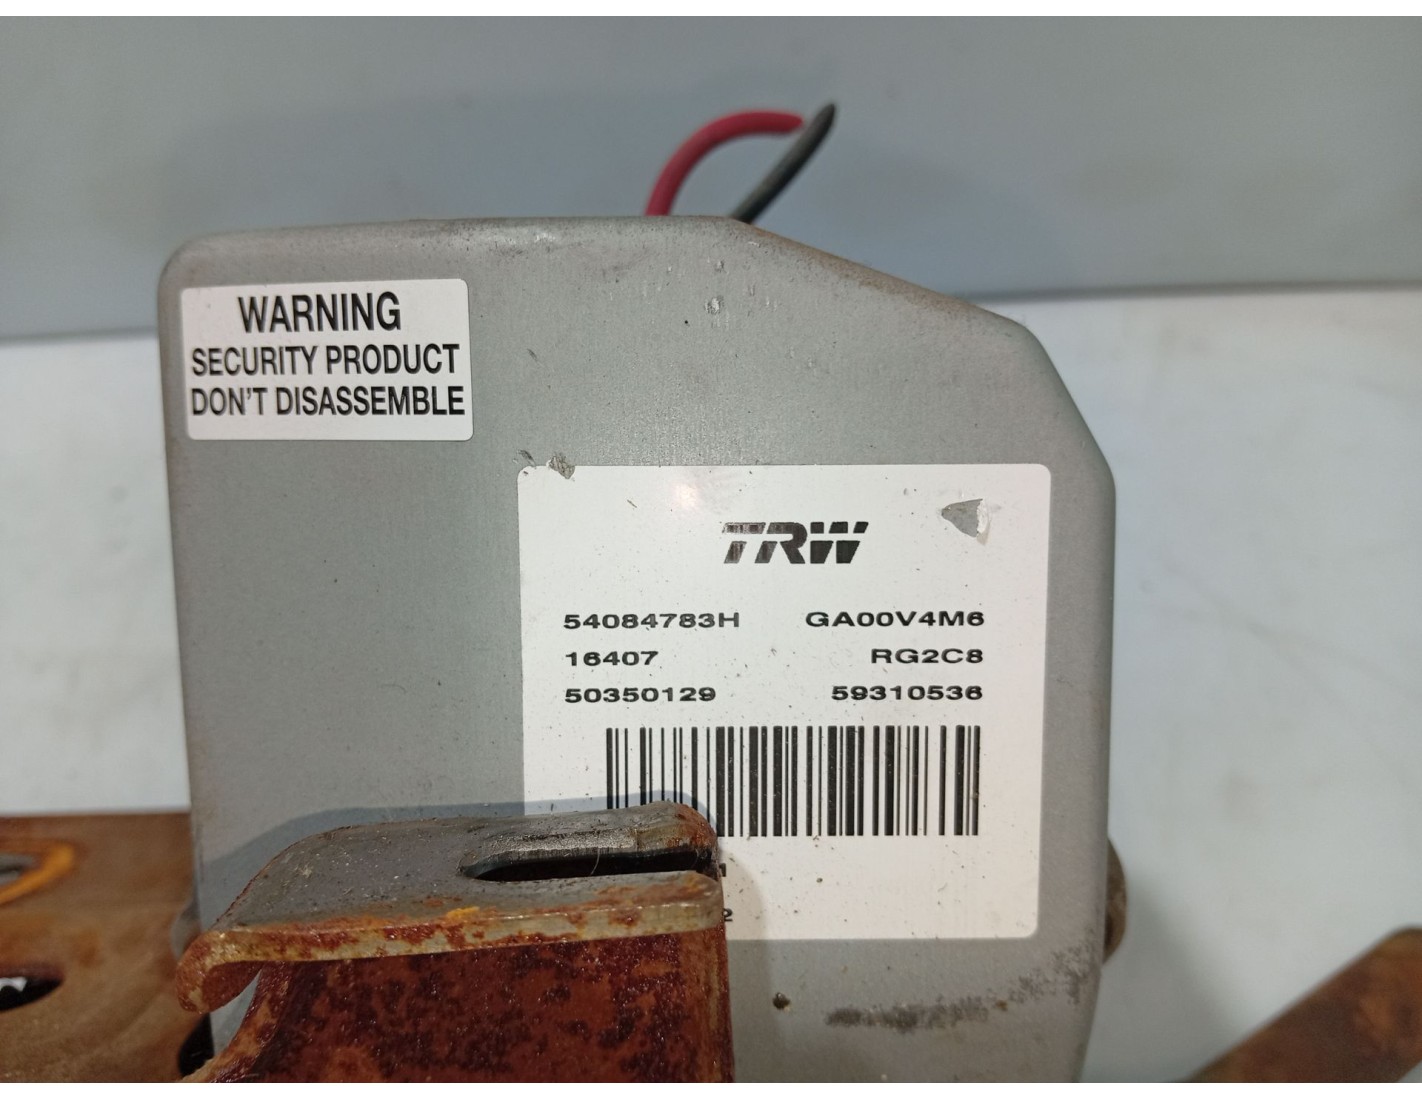 WARNING
SECURITY PRODUCT
DON'T DISASSEMBLE
TRW
54084783H GA00V4M6
16407 RG2C8
50350129 59310536